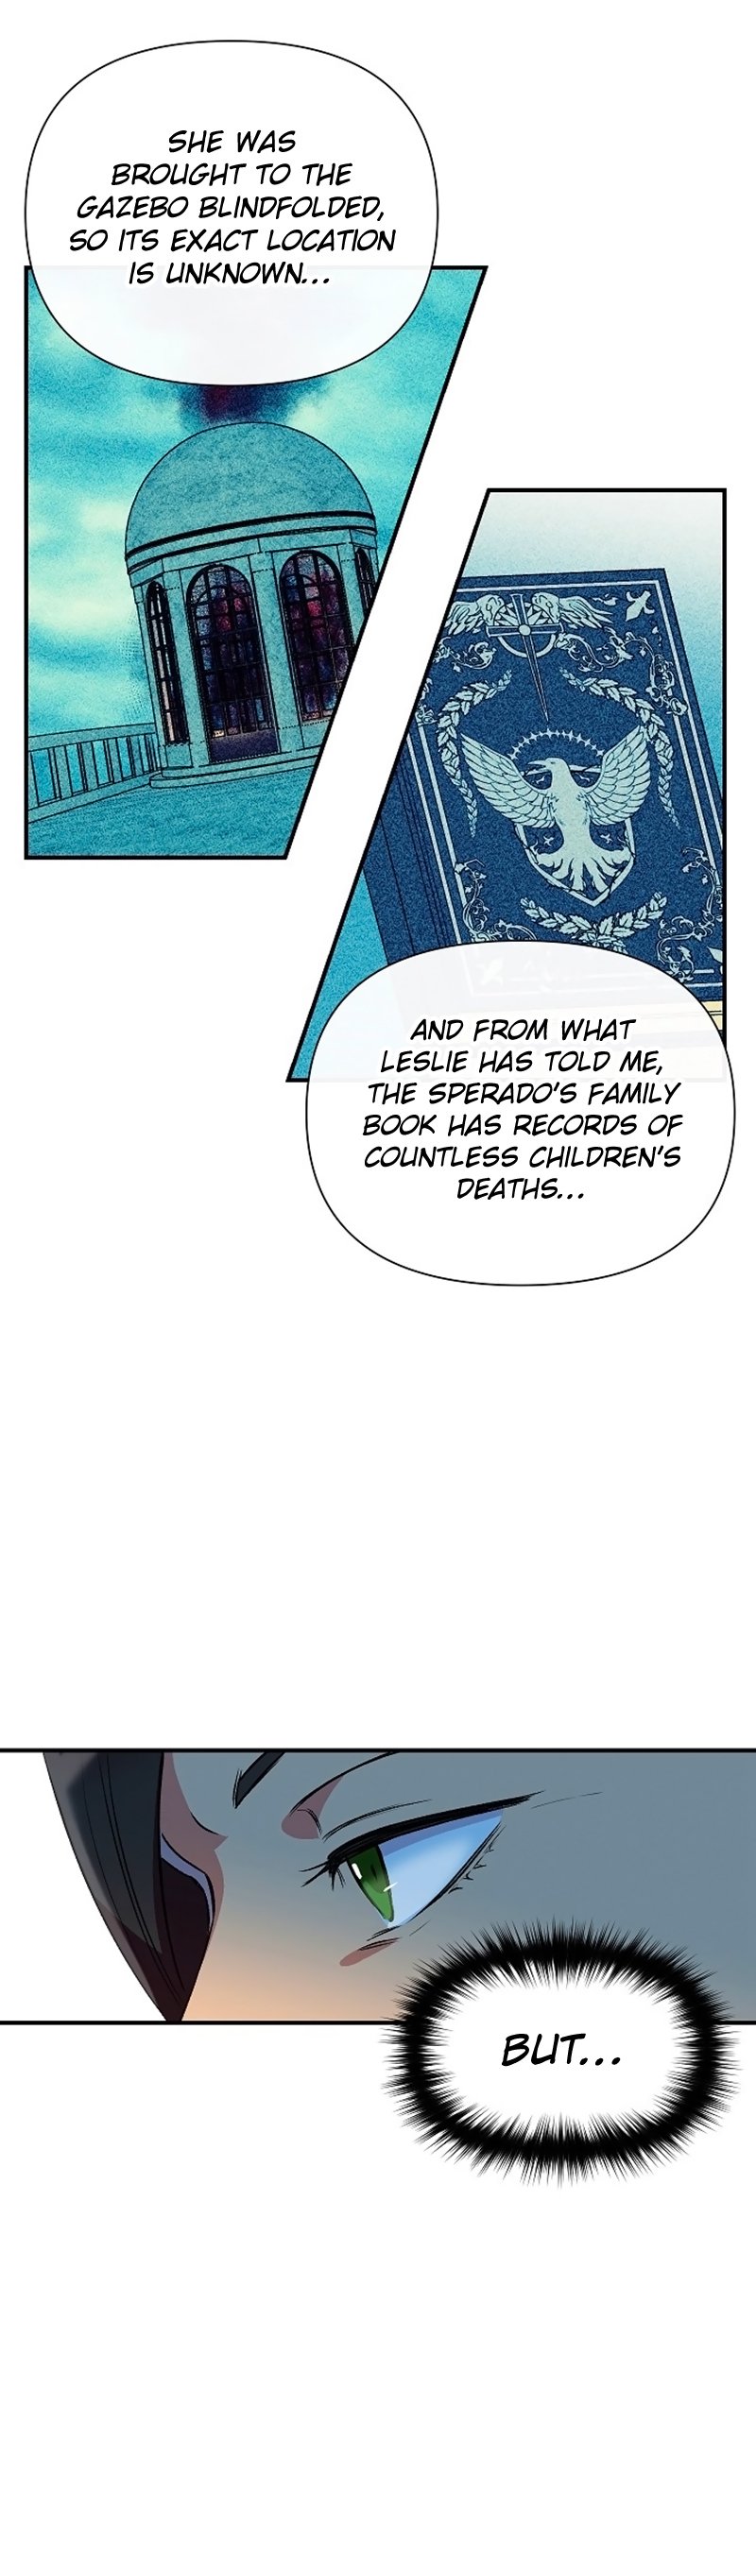 SHE WAS
BROUGHT TO THE
GAZEBO BLINDFOLDED,
SO ITS EXACT LOCATION
IS UNKNOWN...
AND FROM WHAT
LESLIE HAS TOLD ME,
THE SPERADO'S FAMILY
BOOK HAS RECORDS OF
COUNTLESS CHILDREN'S
DEATHS...
BUT...